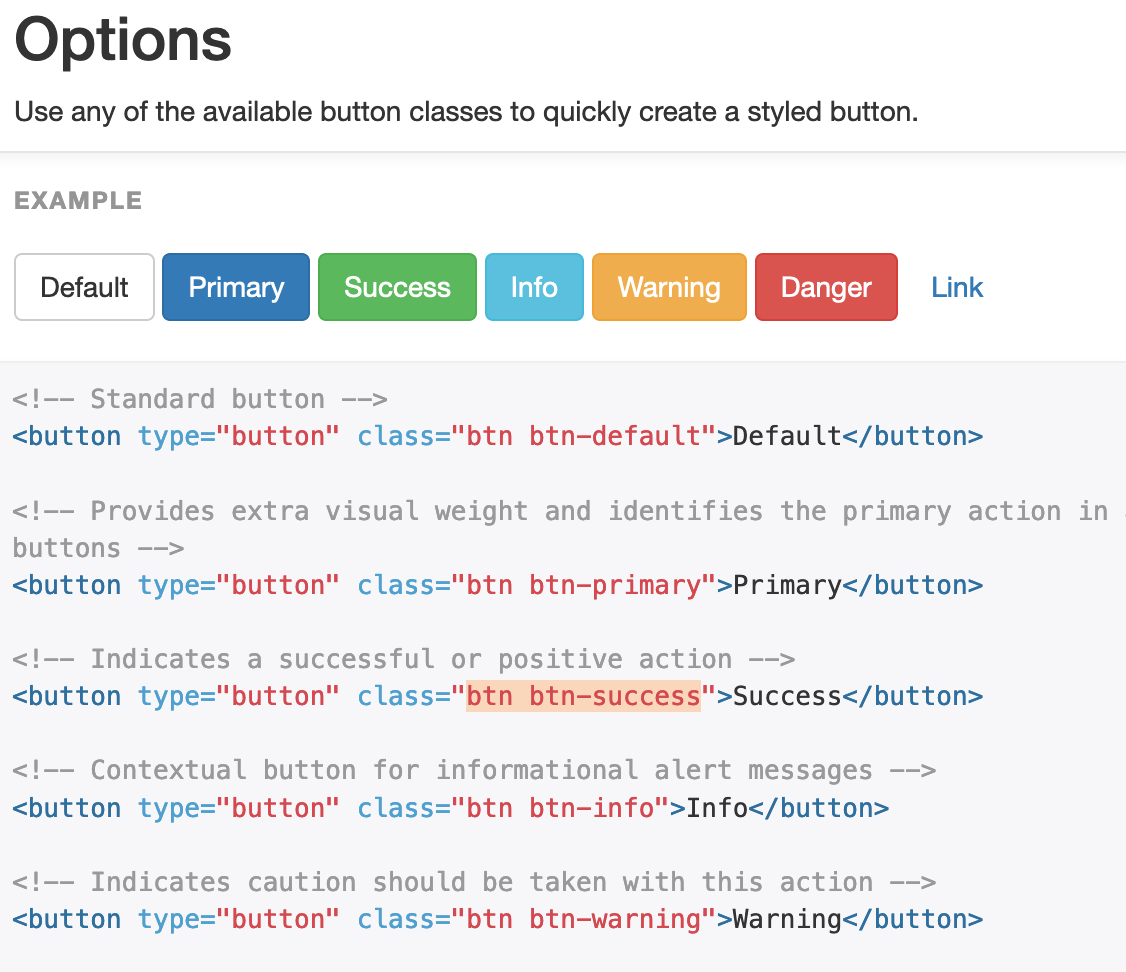 Options
Use any of the available button classes to quickly create a styled button.
EXAMPLE
Default Primary Success Info Warning Danger Link
<!-- Standard button -->
<button type="button" class="btn btn-default">Default</button>
<!-- Provides extra visual weight and identifies the primary action in
buttons -->
<button type="button" class="btn btn-primary">Primary</button>
<!-- Indicates a successful or positive action -->
<button type="button" class="btn btn-success">Success</button>
<!-- Contextual button for informational alert messages -->
<button type="button" class="btn btn-info">Info</button>
<!-- Indicates caution should be taken with this action -->
<button type="button" class="btn btn-warning">Warning</button>